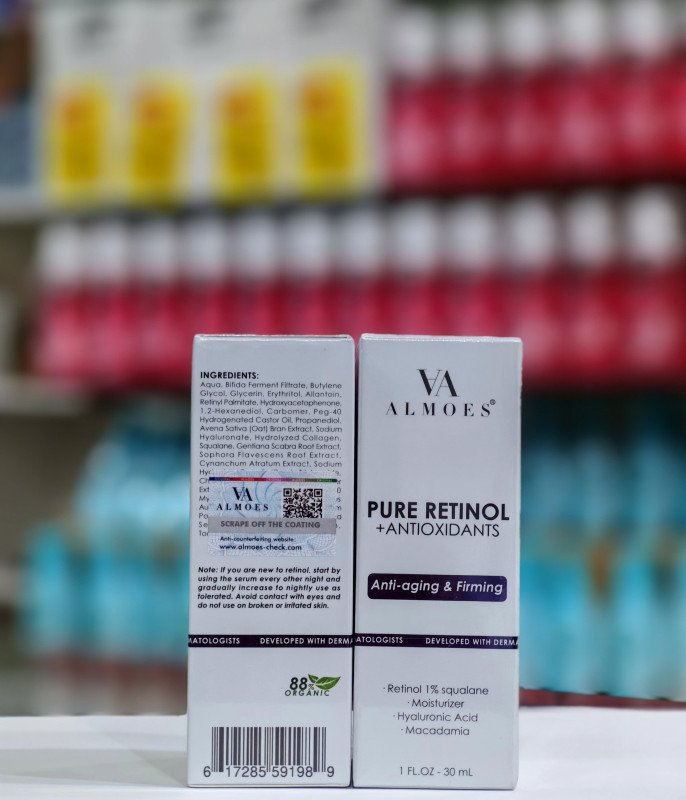 INGREDIENTS:
Aqua, Bifida Ferment Filtrate, Butylene
Glycol, Glycerin, Erythritol, Allantoin,
Retinyl Palmitate, Hydroxyacetophenone,
1,2-Hexanediol, Carbomer, Peg-40
Hydrogenated Castor Oil, Propanediol,
Avena Sativa (Oat) Bran Extract, Sodium
Hyaluronate, Hydrolyzed Collagen,
Squalane, Gentiana Scabra Root Extract,
Sophora Flavescens Root Extract,
Cynanchum Atratum Extract, Sodium
VA
ALMOES
SCRAPE OFF THE COATING
Anti-counterfeiting website:
www.almoes-check.com
Note: If you are new to retinol, start by
using the serum every other night and
gradually increase to nightly use as
tolerated. Avoid contact with eyes and
do not use on broken or irritated skin.
MATOLOGISTS DEVELOPED WITH DERMA
88%
ORGANIC
6 17285 59198 9
VA
ALMOES®
PURE RETINOL
+ANTIOXIDANTS
Anti-aging & Firming
ATOLOGISTS DEVELOPED WITH DERMA
· Retinol 1% squalane
· Moisturizer
· Hyaluronic Acid
· Macadamia
1 FL.OZ - 30 mL